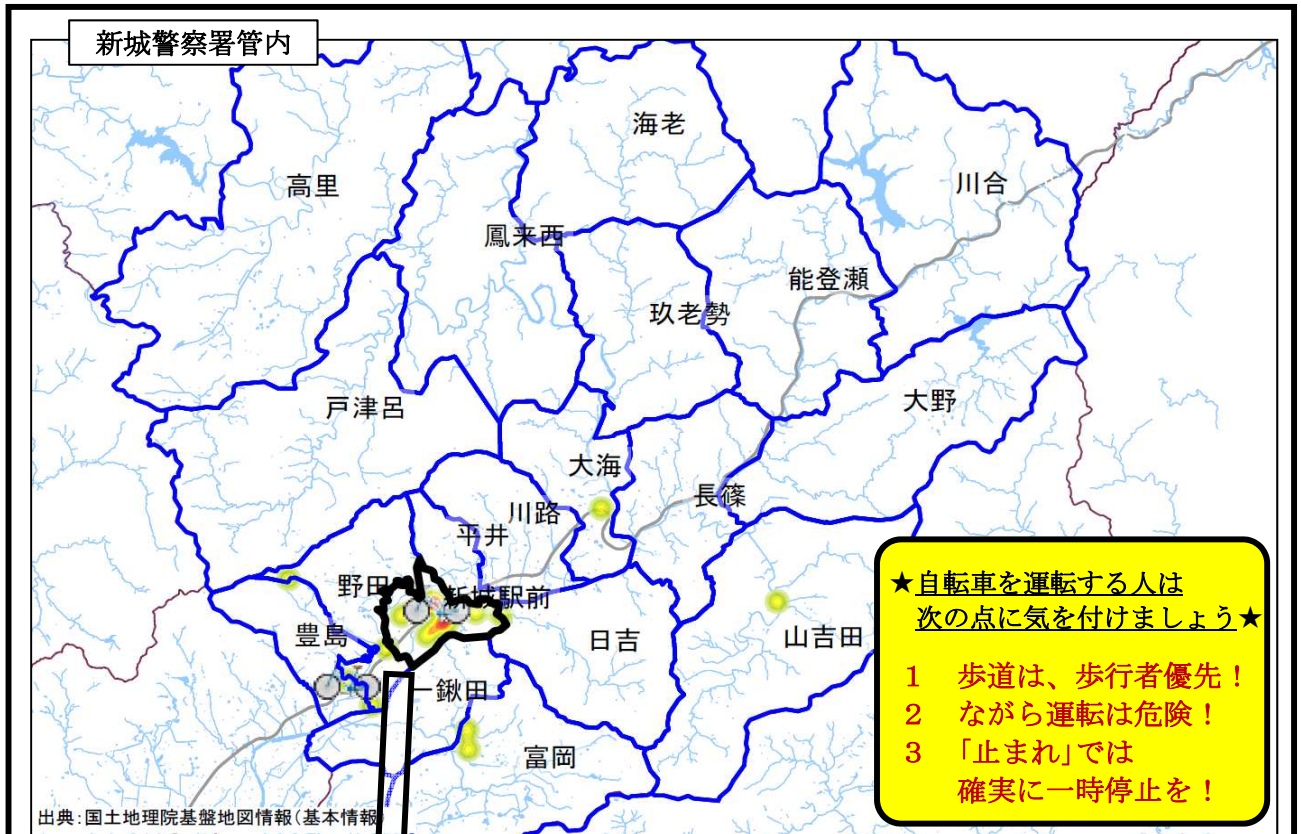 新城警察署管内
海老
高里
川合
鳳来西
能登瀬
玖老勢
戸津呂
大野
大海
長篠
川路
平井
野田
新城駅前
豊島
日吉
山吉田
一鍬田
富岡
★自転車を運転する人は
次の点に気を付けましょう★
1 歩道は、歩行者優先！
2 ながら運転は危険！
3 「止まれ」では
確実に一時停止を！
出典：国土地理院基盤地図情報（基本情報